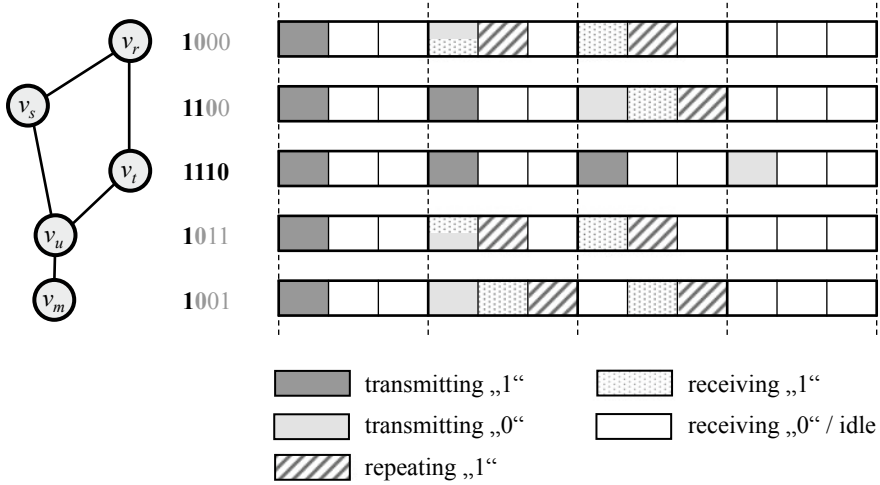 v_r 1000
v_s 1100
v_t 1110
v_u 1011
v_m 1001
transmitting „1“
receiving „1“
transmitting „0“
receiving „0“ / idle
repeating „1“